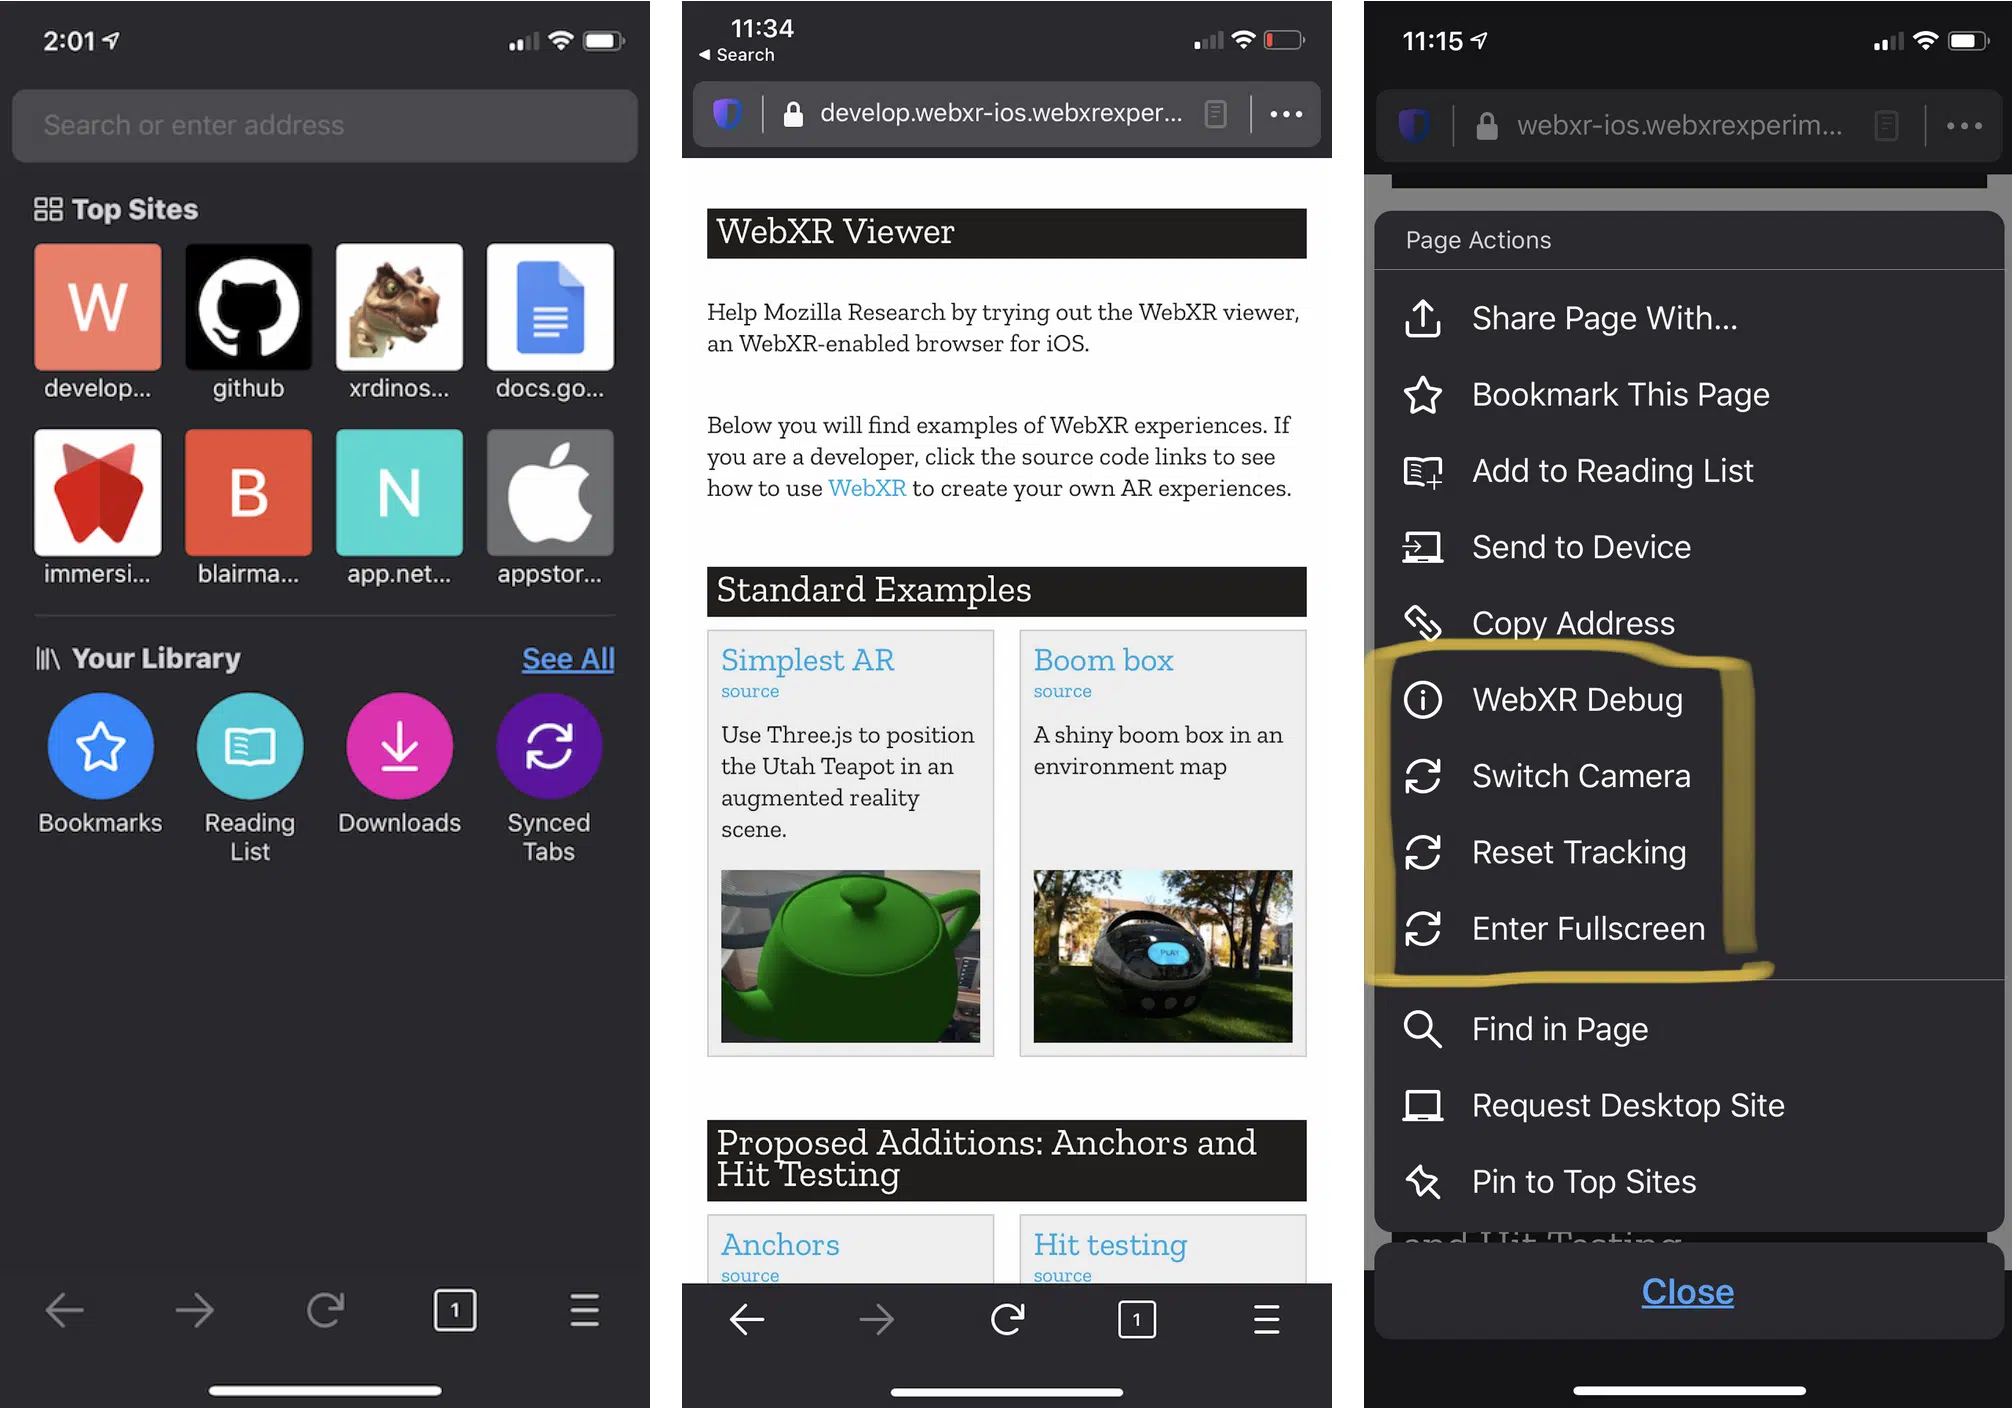 2:01
Search or enter address
Top Sites
W
develop...
github
xrdinos...
docs.go...
immersi...
B
blairma...
N
app.net...
appstor...
Your Library
See All
Bookmarks
Reading
List
Downloads
Synced
Tabs
1
11:34
Search
develop.webxr-ios.webxrexper...
WebXR Viewer
Help Mozilla Research by trying out the WebXR viewer,
an WebXR-enabled browser for iOS.
Below you will find examples of WebXR experiences. If
you are a developer, click the source code links to see
how to use WebXR to create your own AR experiences.
Standard Examples
Simplest AR
source
Use Three.js to position
the Utah Teapot in an
augmented reality
scene.
Boom box
source
A shiny boom box in an
environment map
PLAY
Proposed Additions: Anchors and
Hit Testing
Anchors
source
Hit testing
source
1
11:15
webxr-ios.webxrexperim...
Page Actions
Share Page With...
Bookmark This Page
Add to Reading List
Send to Device
Copy Address
WebXR Debug
Switch Camera
Reset Tracking
Enter Fullscreen
Find in Page
Request Desktop Site
Pin to Top Sites
and Hit Testing
Close